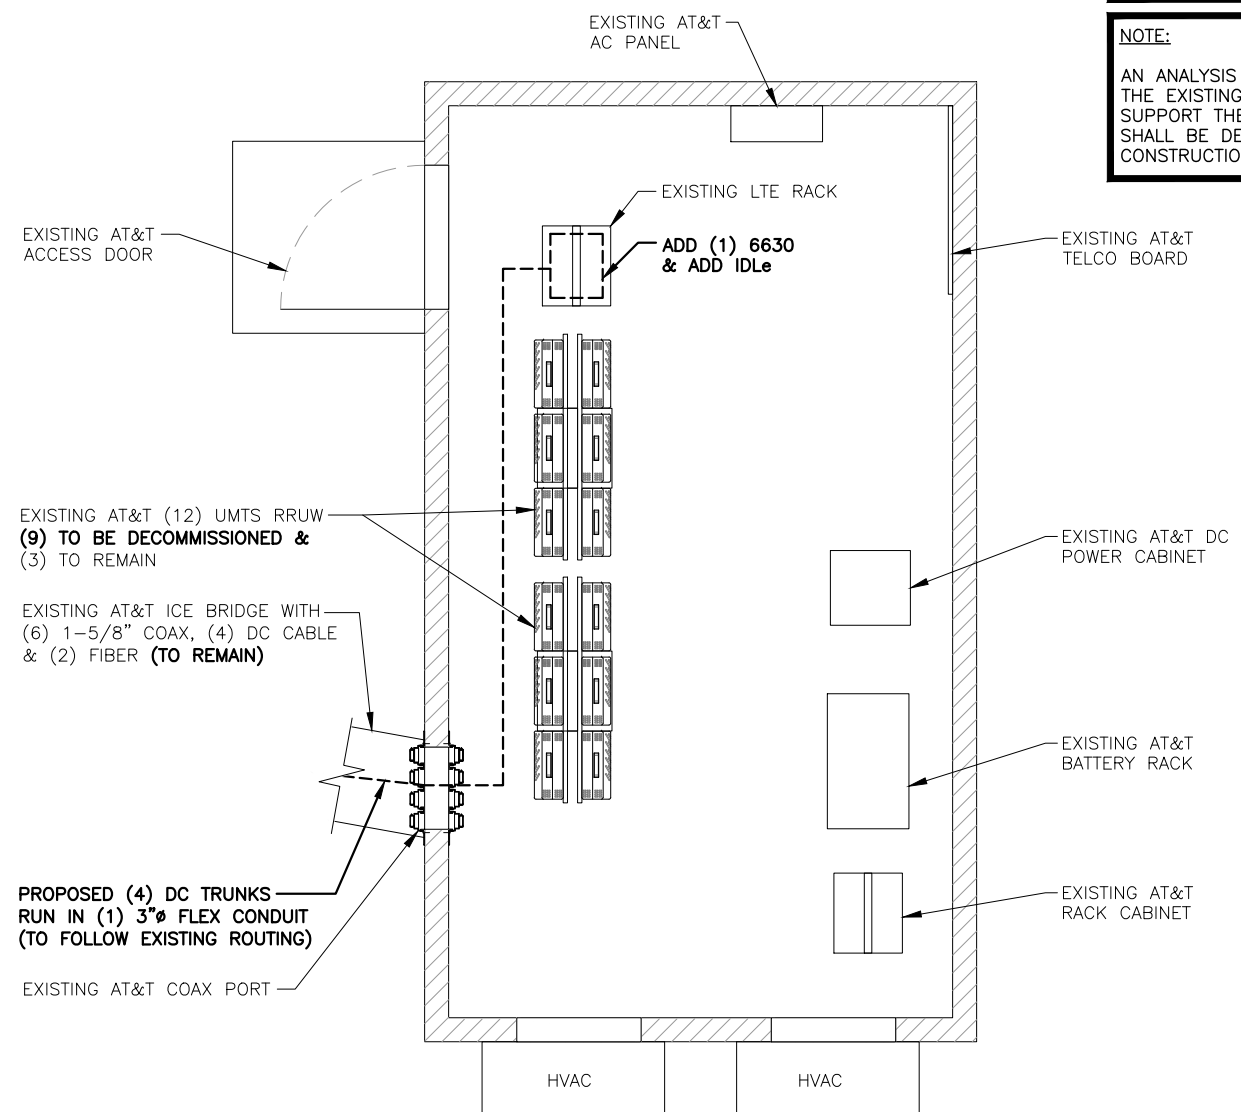 EXISTING AT&T
AC PANEL
NOTE:
AN ANALYSIS
THE EXISTING
SUPPORT THE
SHALL BE DE
CONSTRUCTIO
EXISTING LTE RACK
ADD (1) 6630
& ADD IDLe
EXISTING AT&T
ACCESS DOOR
EXISTING AT&T
TELCO BOARD
EXISTING AT&T (12) UMTS RRUW
(9) TO BE DECOMMISSIONED &
(3) TO REMAIN
EXISTING AT&T DC
POWER CABINET
EXISTING AT&T ICE BRIDGE WITH
(6) 1-5/8" COAX, (4) DC CABLE
& (2) FIBER (TO REMAIN)
EXISTING AT&T
BATTERY RACK
PROPOSED (4) DC TRUNKS
RUN IN (1) 3"ø FLEX CONDUIT
(TO FOLLOW EXISTING ROUTING)
EXISTING AT&T
RACK CABINET
EXISTING AT&T COAX PORT
HVAC
HVAC